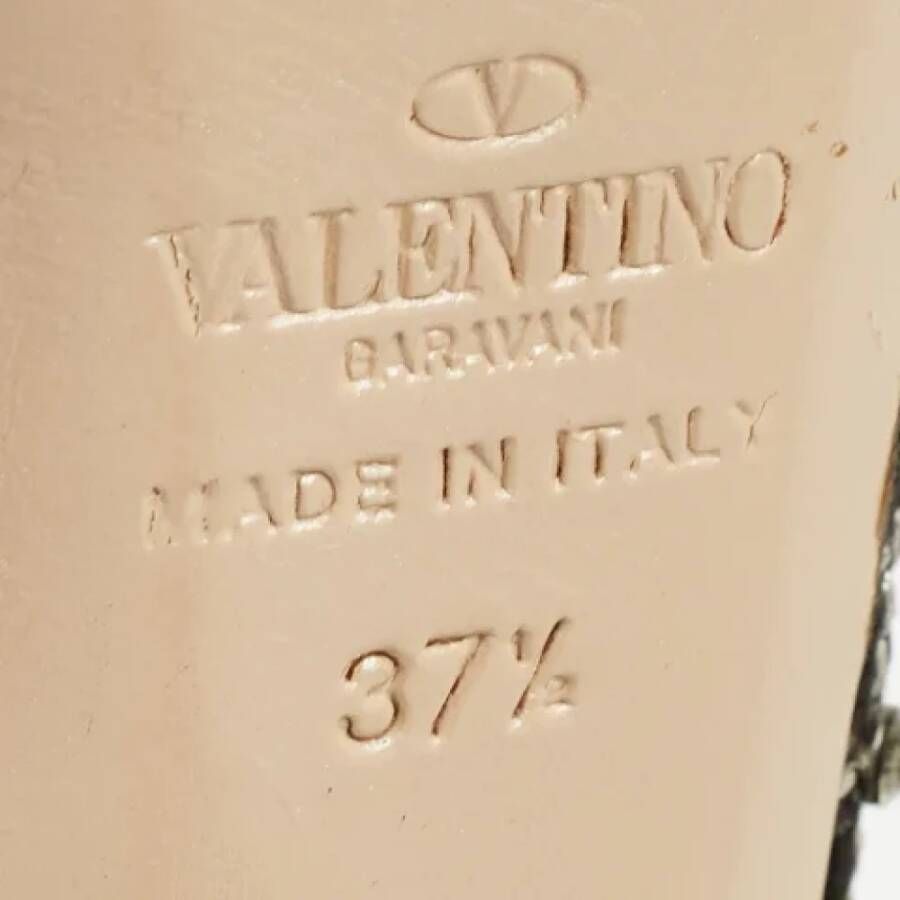 V
VALENTINO
GARAVANI
MADE IN ITALY
37½